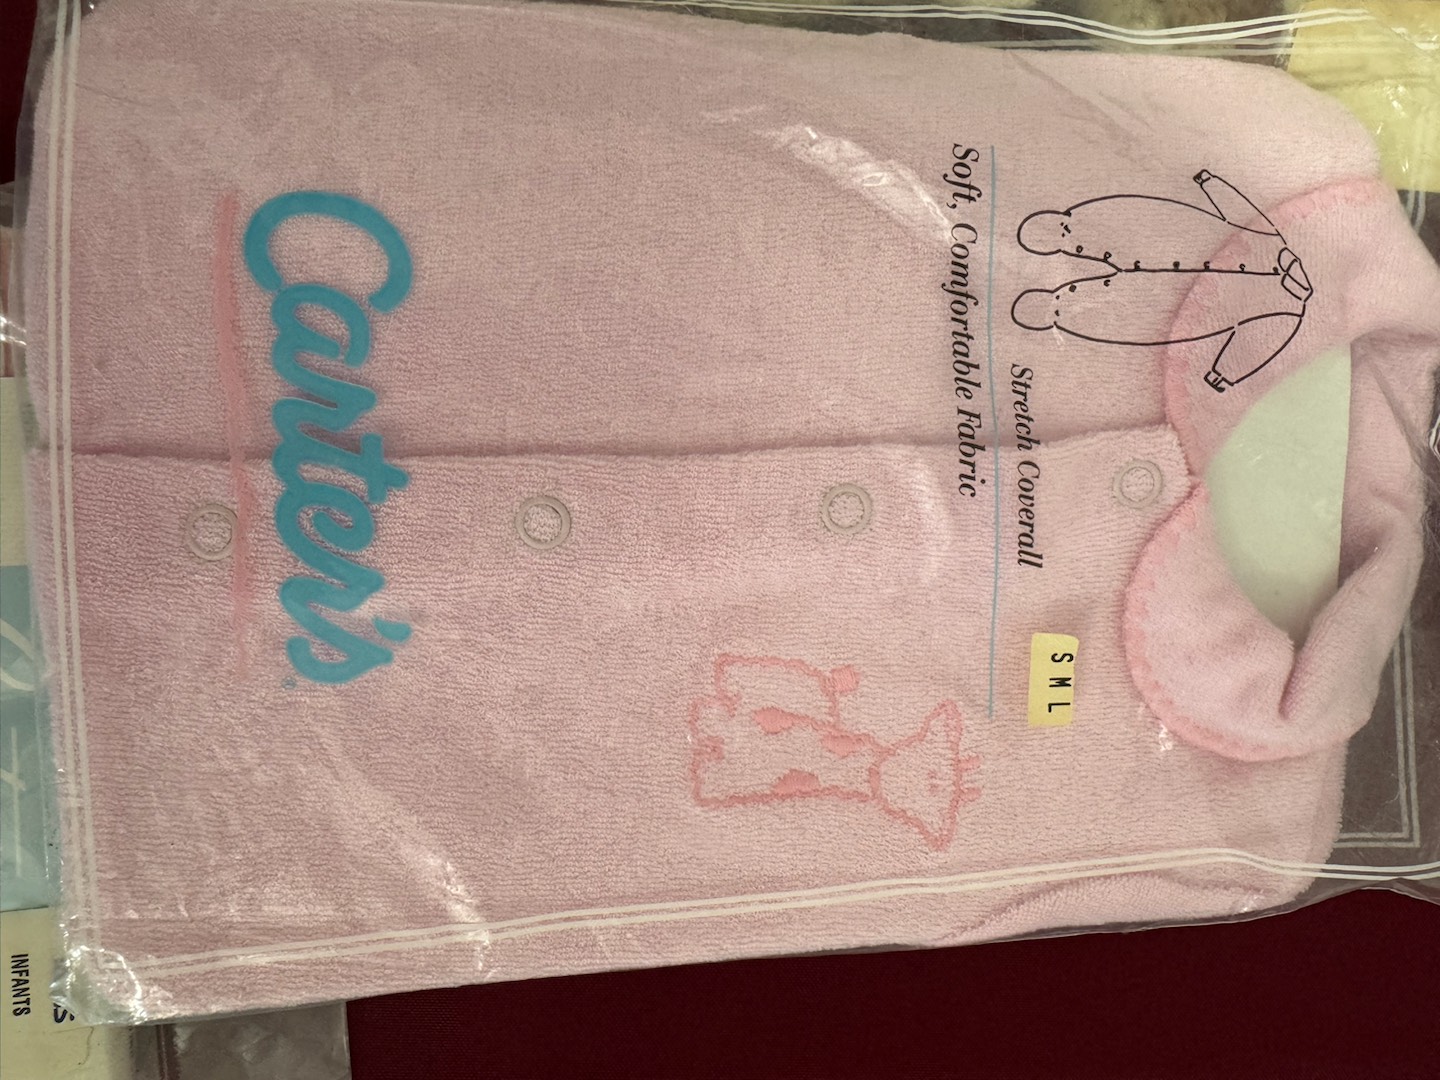 Stretch Coverall
S M L
Soft, Comfortable Fabric
Carter's®
INFANTS